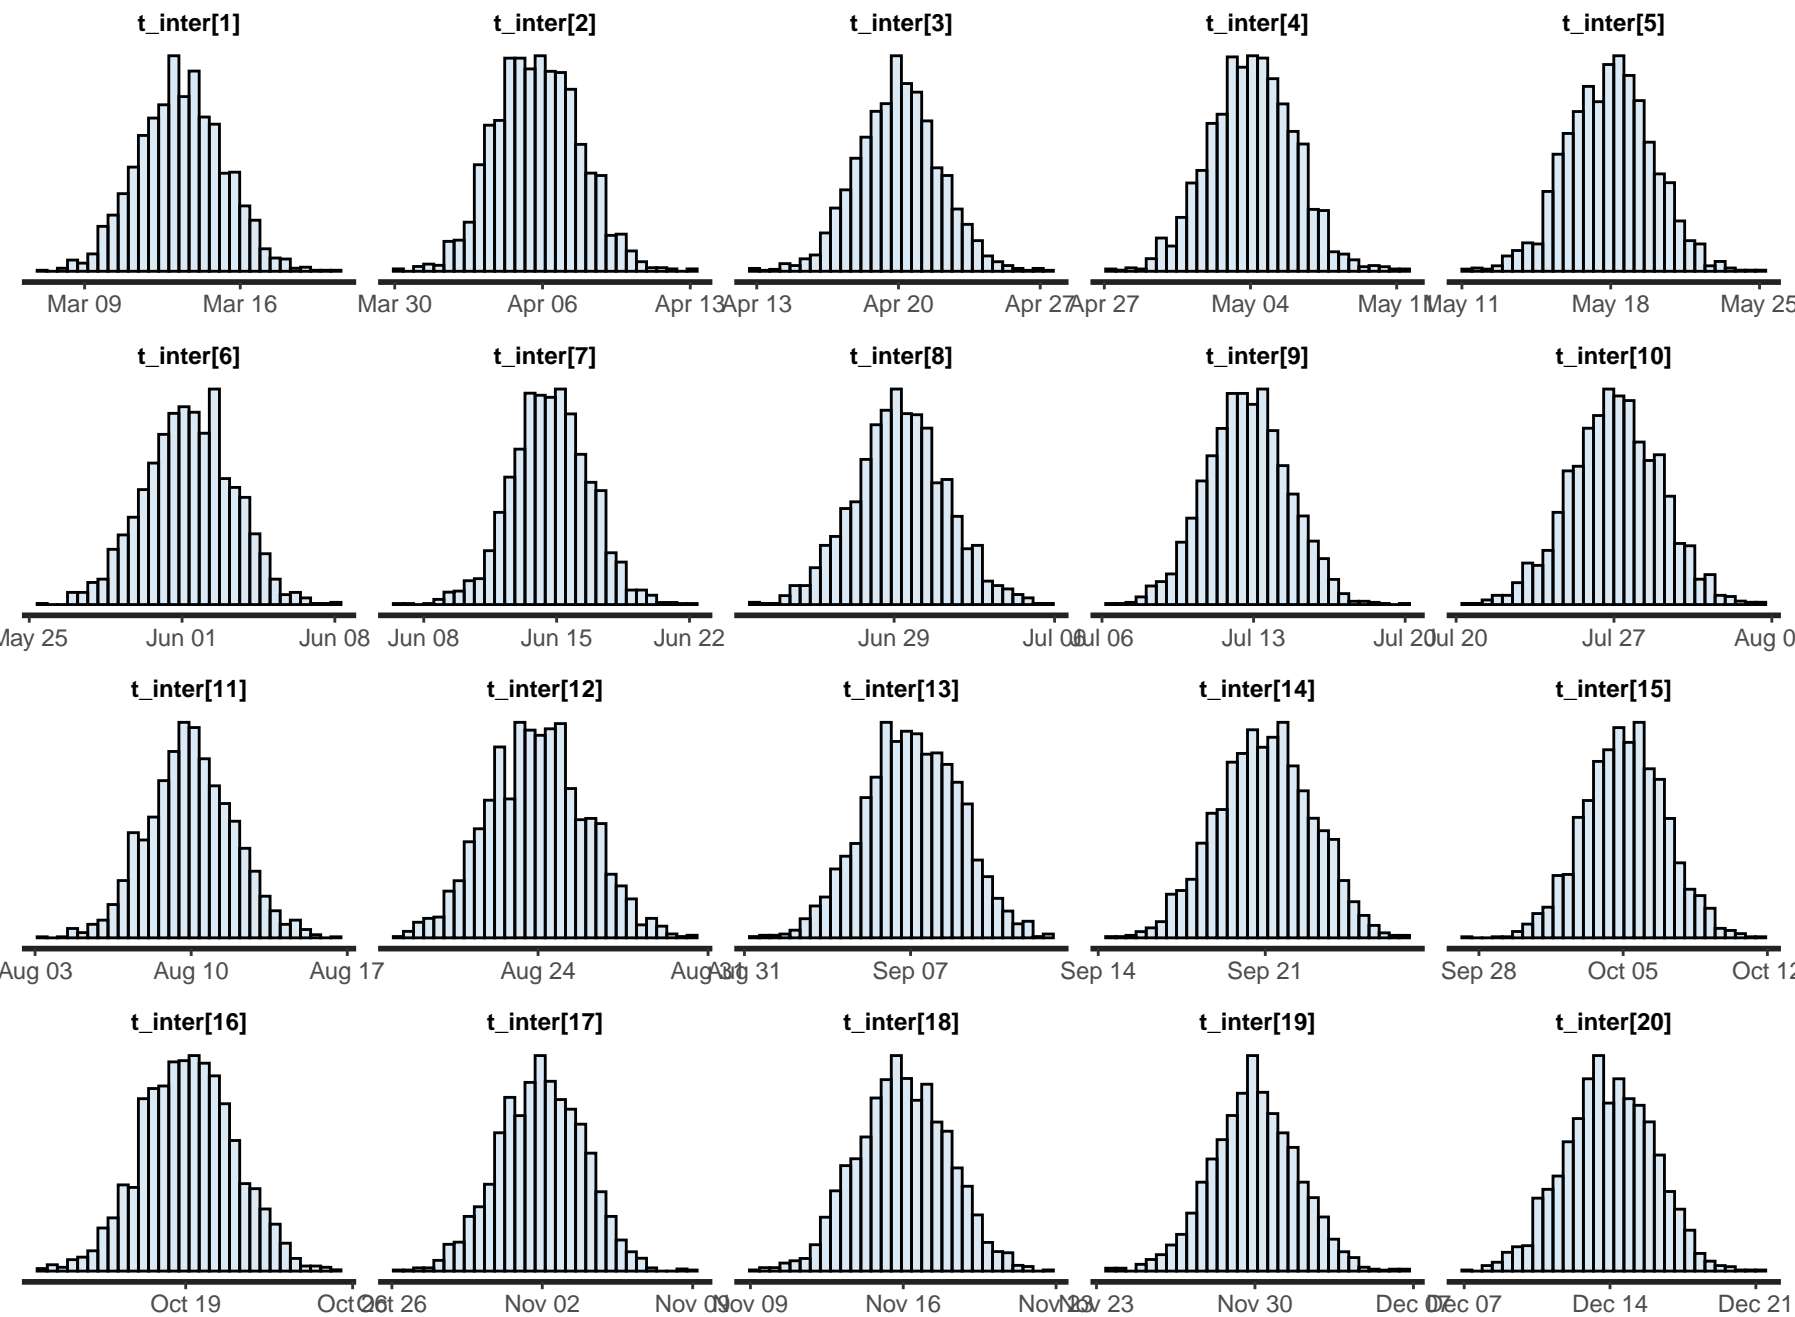 t_inter[1] t_inter[2] t_inter[3] t_inter[4] t_inter[5]
Mar 09 Mar 16 Mar 30 Apr 06 Apr 13 Apr 13 Apr 20 Apr 27 Apr 27 May 04 May 11 May 11 May 18 May 25
t_inter[6] t_inter[7] t_inter[8] t_inter[9] t_inter[10]
May 25 Jun 01 Jun 08 Jun 08 Jun 15 Jun 22 Jun 29 Jul 06 Jul 06 Jul 13 Jul 20 Jul 20 Jul 27 Aug 0
t_inter[11] t_inter[12] t_inter[13] t_inter[14] t_inter[15]
Aug 03 Aug 10 Aug 17 Aug 24 Aug 31 Aug 31 Sep 07 Sep 14 Sep 21 Sep 28 Oct 05 Oct 12
t_inter[16] t_inter[17] t_inter[18] t_inter[19] t_inter[20]
Oct 19 Oct 26 Oct 26 Nov 02 Nov 09 Nov 09 Nov 16 Nov 23 Nov 23 Nov 30 Dec 07 Dec 07 Dec 14 Dec 21